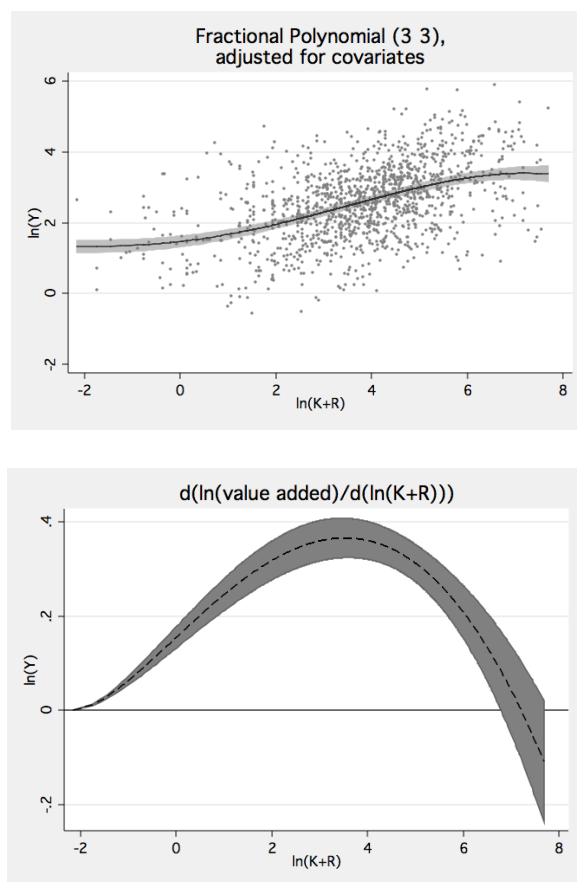 Fractional Polynomial (3 3),
adjusted for covariates
6
4
2
0
-2
ln(Y)
-2 0 2 4 6 8
ln(K+R)
d(ln(value added)/d(ln(K+R)))
.4
.2
0
-.2
ln(Y)
-2 0 2 4 6 8
ln(K+R)